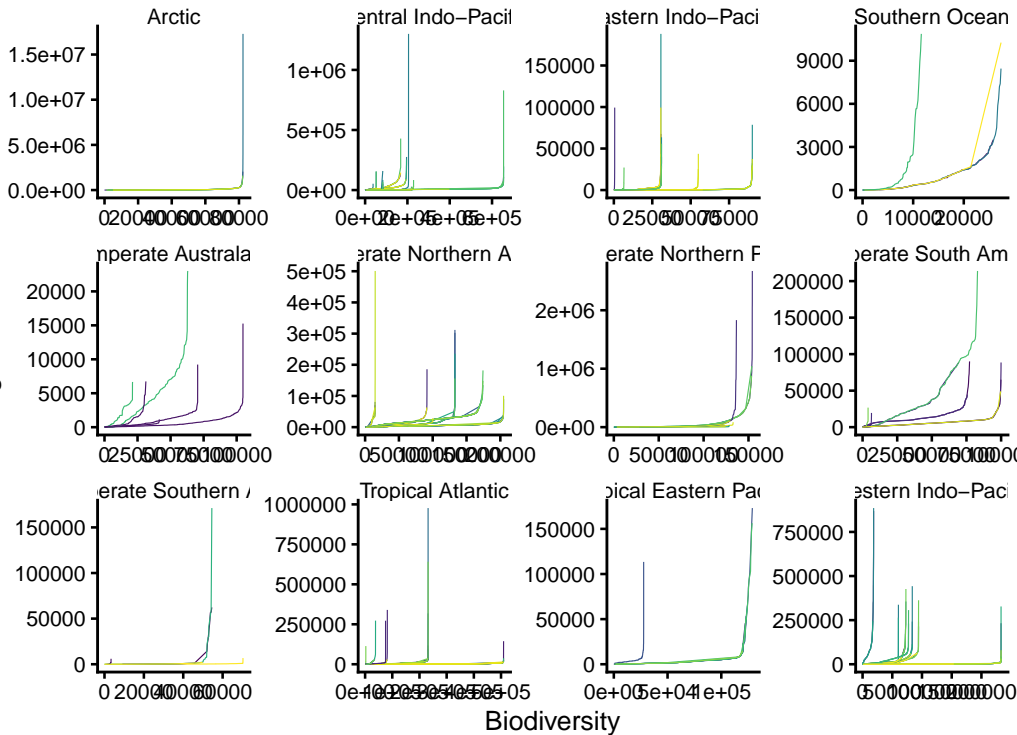 Arctic
entral Indo−Pacif
astern Indo−Paci
Southern Ocean
1.5e+07
1.0e+07
5.0e+06
0.0e+00
0 20000 40000 60000 80000 100000
1e+06
5e+05
0e+00
0e+00 2e+05 4e+05 6e+05
150000
100000
50000
0
0 25000 50000 75000
9000
6000
3000
0
0 10000 20000
mperate Australa
erate Northern A
erate Northern P
perate South Am
20000
15000
10000
5000
0
0 25000 50000 75000 100000
5e+05
4e+05
3e+05
2e+05
1e+05
0e+00
0 50000 100000 150000 200000
2e+06
1e+06
0e+00
0 50000 100000 150000
200000
150000
100000
50000
0
0 25000 50000 75000 100000
erate Southern A
Tropical Atlantic
pical Eastern Pac
estern Indo−Paci
150000
100000
50000
0
0 20000 40000 60000
1000000
750000
500000
250000
0
0e+00 1e+05 2e+05 3e+05 4e+05 5e+05
150000
100000
50000
0
0e+00 5e+04 1e+05
750000
500000
250000
0
0 50000 100000 150000 200000
Biodiversity